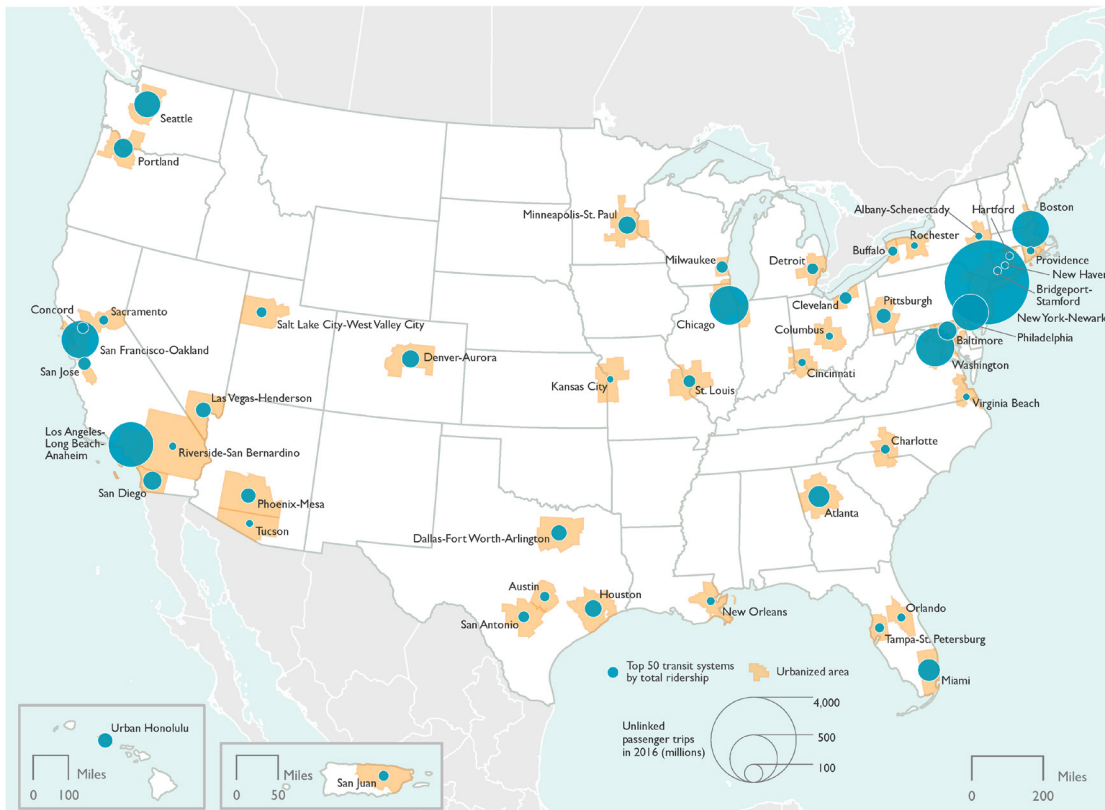 Seattle
Portland
Minneapolis-St. Paul
Milwaukee
Detroit
Buffalo
Rochester
Albany-Schenectady
Hartford
Boston
Providence
New Haven
Bridgeport-
Stamford
New York-Newark
Philadelphia
Baltimore
Washington
Virginia Beach
Pittsburgh
Cleveland
Columbus
Cincinnati
Chicago
St. Louis
Kansas City
Concord
Sacramento
San Francisco-Oakland
San Jose
Salt Lake City-West Valley City
Denver-Aurora
Las Vegas-Henderson
Los Angeles-
Long Beach-
Anaheim
Riverside-San Bernardino
San Diego
Phoenix-Mesa
Tucson
Dallas-Fort Worth-Arlington
Austin
San Antonio
Houston
New Orleans
Charlotte
Atlanta
Orlando
Tampa-St. Petersburg
Miami
Top 50 transit systems
by total ridership
Urbanized area
Unlinked
passenger trips
in 2016 (millions)
4,000
500
100
Urban Honolulu
Miles
0 100
San Juan
Miles
0 50
Miles
0 200